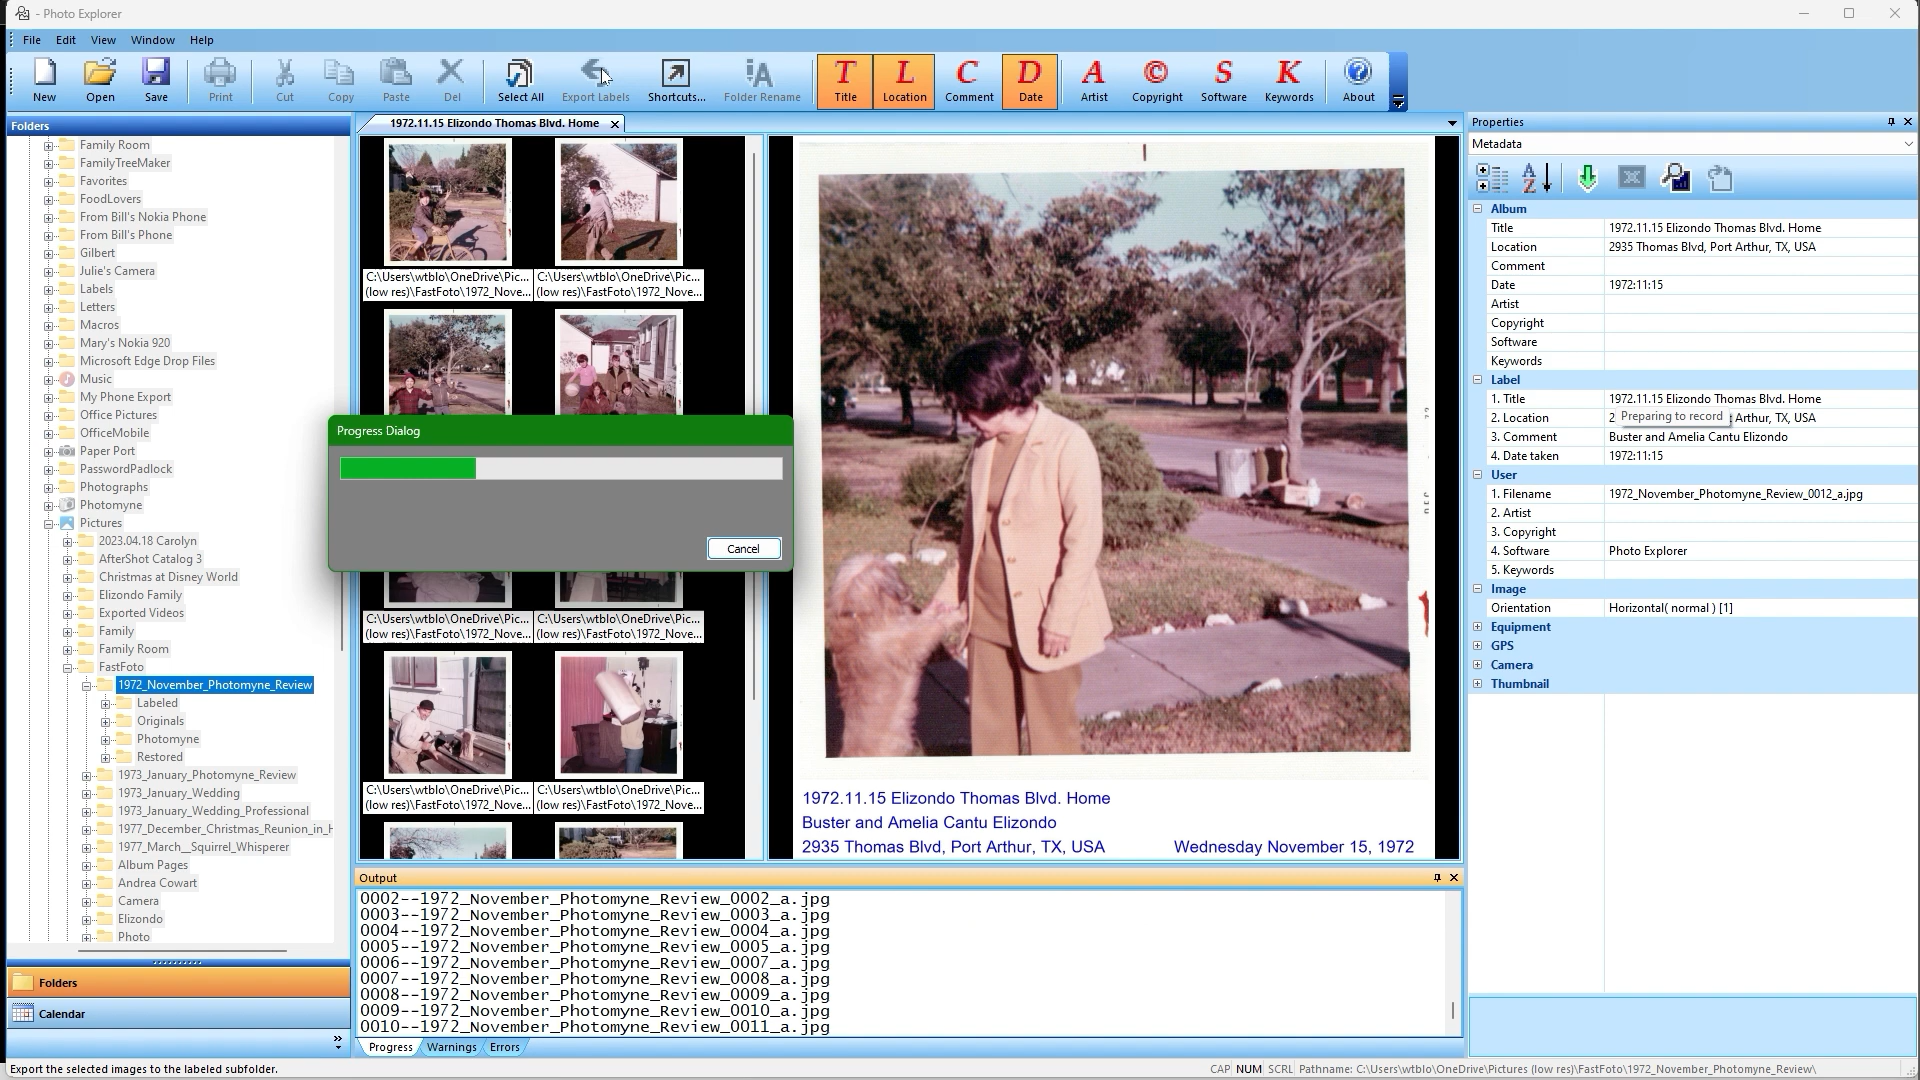 - Photo Explorer
File Edit View Window Help
New Open Save Print Cut Copy Paste Del Select All Export Labels Shortcuts... Folder Rename T Title L Location C Comment D Date A Artist © Copyright S Software K Keywords About
Folders
Family Room
FamilyTreeMaker
Favorites
FoodLovers
From Bill's Nokia Phone
From Bill's Phone
Gilbert
Julie's Camera
Labels
Letters
Macros
Mary's Nokia 920
Microsoft Edge Drop Files
Music
My Phone Export
Office Pictures
OfficeMobile
Paper Port
PasswordPadlock
Photographs
Photomyne
Pictures
2023.04.18 Carolyn
AfterShot Catalog 3
Christmas at Disney World
Elizondo Family
Exported Videos
Family
Family Room
FastFoto
1972_November_Photomyne_Review
Labeled
Originals
Photomyne
Restored
1973_January_Photomyne_Review
1973_January_Wedding
1973_January_Wedding_Professional
1977_December_Christmas_Reunion_in_H
1977_March__Squirrel_Whisperer
Album Pages
Andrea Cowart
Camera
Elizondo
Photo
Folders
Calendar
1972.11.15 Elizondo Thomas Blvd. Home
C:\Users\wtblo\OneDrive\Pic... C:\Users\wtblo\OneDrive\Pic...
(low res)\FastFoto\1972_Nove... (low res)\FastFoto\1972_Nove...
Progress Dialog
Cancel
C:\Users\wtblo\OneDrive\Pic... C:\Users\wtblo\OneDrive\Pic...
(low res)\FastFoto\1972_Nove... (low res)\FastFoto\1972_Nove...
C:\Users\wtblo\OneDrive\Pic... C:\Users\wtblo\OneDrive\Pic...
(low res)\FastFoto\1972_Nove... (low res)\FastFoto\1972_Nove...
1972.11.15 Elizondo Thomas Blvd. Home
Buster and Amelia Cantu Elizondo
2935 Thomas Blvd, Port Arthur, TX, USA Wednesday November 15, 1972
Output
0002--1972_November_Photomyne_Review_0002_a.jpg
0003--1972_November_Photomyne_Review_0003_a.jpg
0004--1972_November_Photomyne_Review_0004_a.jpg
0005--1972_November_Photomyne_Review_0005_a.jpg
0006--1972_November_Photomyne_Review_0007_a.jpg
0007--1972_November_Photomyne_Review_0008_a.jpg
0008--1972_November_Photomyne_Review_0009_a.jpg
0009--1972_November_Photomyne_Review_0010_a.jpg
0010--1972_November_Photomyne_Review_0011_a.jpg
Progress Warnings Errors
Properties
Metadata
Album
Title 1972.11.15 Elizondo Thomas Blvd. Home
Location 2935 Thomas Blvd, Port Arthur, TX, USA
Comment
Date 1972:11:15
Artist
Copyright
Software
Keywords
Label
1. Title 1972.11.15 Elizondo Thomas Blvd. Home
2. Location 2 Preparing to record t Arthur, TX, USA
3. Comment Buster and Amelia Cantu Elizondo
4. Date taken 1972:11:15
User
1. Filename 1972_November_Photomyne_Review_0012_a.jpg
2. Artist
3. Copyright
4. Software Photo Explorer
5. Keywords
Image
Orientation Horizontal( normal ) [1]
Equipment
GPS
Camera
Thumbnail
Export the selected images to the labeled subfolder. CAP NUM SCRL Pathname: C:\Users\wtblo\OneDrive\Pictures (low res)\FastFoto\1972_November_Photomyne_Review\